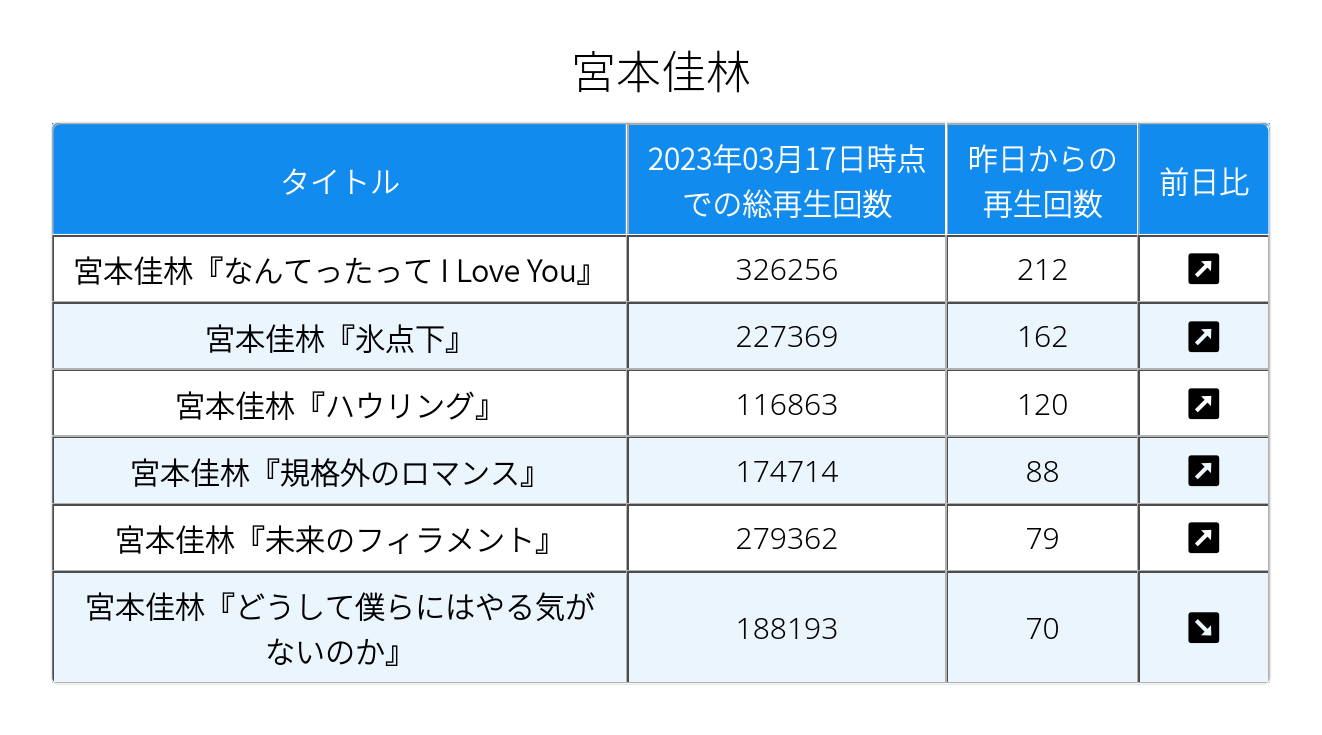 宮本佳林
タイトル
2023年03月17日時点
での総再生回数
昨日からの
再生回数
前日比
宮本佳林『なんてったって I Love You』 326256 212 ↗
宮本佳林『氷点下』 227369 162 ↗
宮本佳林『ハウリング』 116863 120 ↗
宮本佳林『規格外のロマンス』 174714 88 ↗
宮本佳林『未来のフィラメント』 279362 79 ↗
宮本佳林『どうして僕らにはやる気が
ないのか』 188193 70 ↘